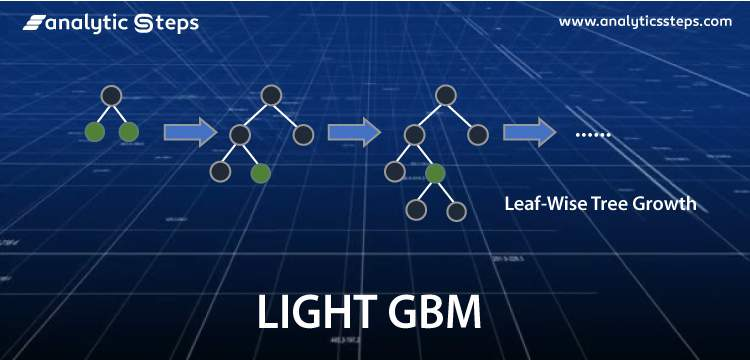 analytic Steps
www.analyticssteps.com
......
Leaf-Wise Tree Growth
LIGHT GBM